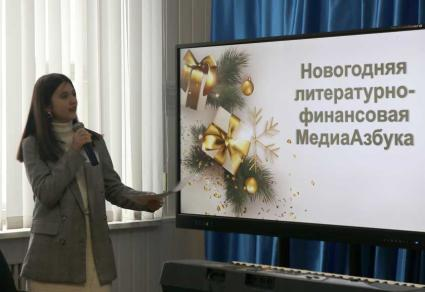 Новогодняя
литературно-
финансовая
МедиаАзбука